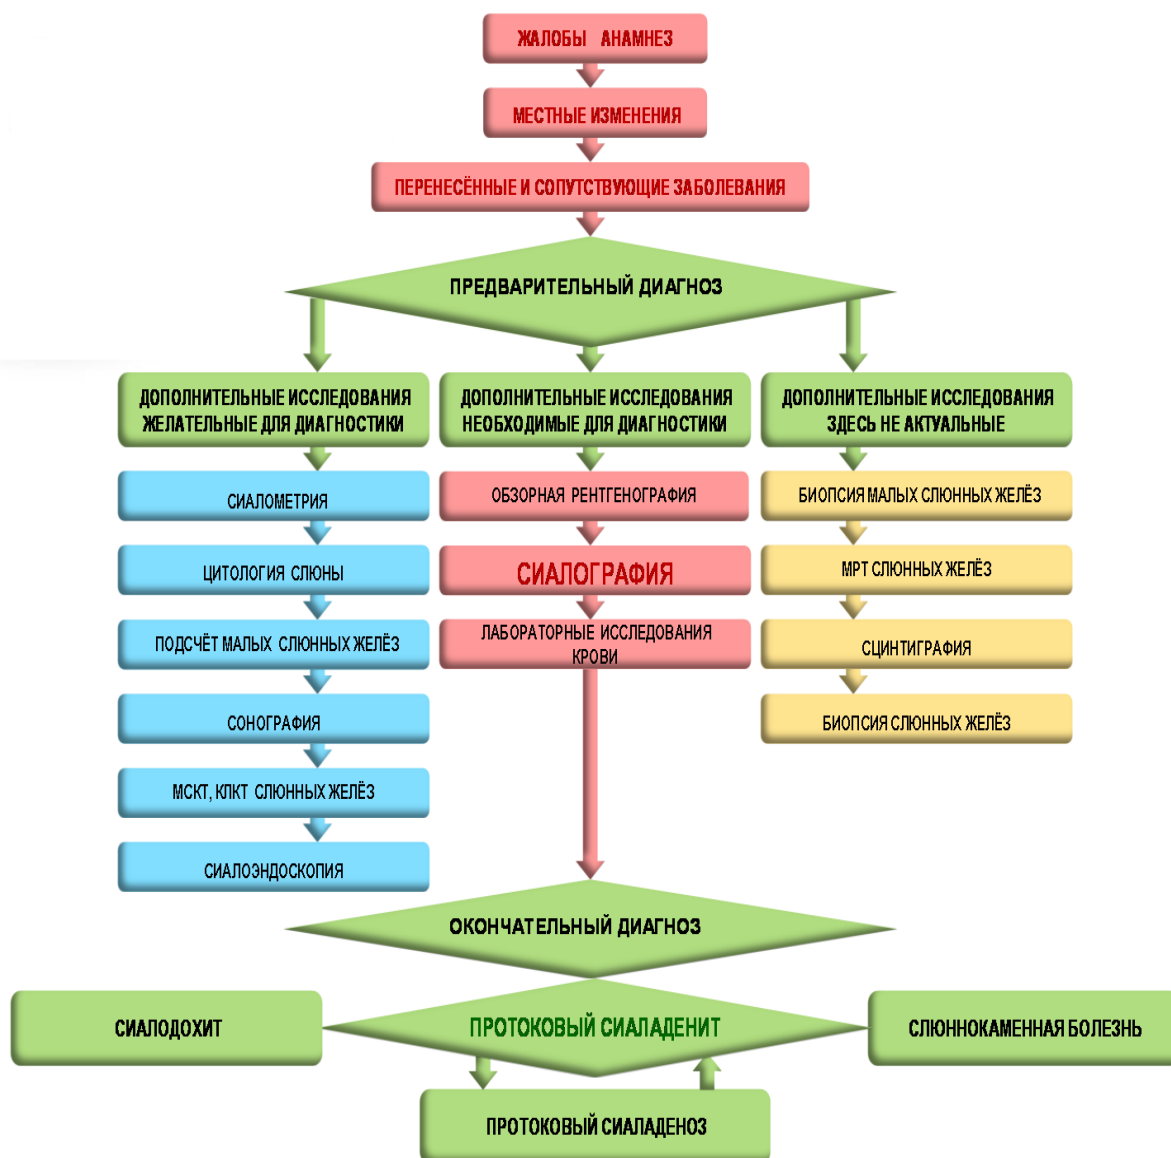 ЖАЛОБЫ АНАМНЕЗ
МЕСТНЫЕ ИЗМЕНЕНИЯ
ПЕРЕНЕСЁННЫЕ И СОПУТСТВУЮЩИЕ ЗАБОЛЕВАНИЯ
ПРЕДВАРИТЕЛЬНЫЙ ДИАГНОЗ
ДОПОЛНИТЕЛЬНЫЕ ИССЛЕДОВАНИЯ
ЖЕЛАТЕЛЬНЫЕ ДЛЯ ДИАГНОСТИКИ
СИАЛОМЕТРИЯ
ЦИТОЛОГИЯ СЛЮНЫ
ПОДСЧЁТ МАЛЫХ СЛЮННЫХ ЖЕЛЁЗ
СОНОГРАФИЯ
МСКТ, КЛКТ СЛЮННЫХ ЖЕЛЁЗ
СИАЛОЭНДОСКОПИЯ
ДОПОЛНИТЕЛЬНЫЕ ИССЛЕДОВАНИЯ
НЕОБХОДИМЫЕ ДЛЯ ДИАГНОСТИКИ
ОБЗОРНАЯ РЕНТГЕНОГРАФИЯ
СИАЛОГРАФИЯ
ЛАБОРАТОРНЫЕ ИССЛЕДОВАНИЯ
КРОВИ
ДОПОЛНИТЕЛЬНЫЕ ИССЛЕДОВАНИЯ
ЗДЕСЬ НЕ АКТУАЛЬНЫЕ
БИОПСИЯ МАЛЫХ СЛЮННЫХ ЖЕЛЁЗ
МРТ СЛЮННЫХ ЖЕЛЁЗ
СЦИНТИГРАФИЯ
БИОПСИЯ СЛЮННЫХ ЖЕЛЁЗ
ОКОНЧАТЕЛЬНЫЙ ДИАГНОЗ
СИАЛОДОХИТ
ПРОТОКОВЫЙ СИАЛАДЕНИТ
СЛЮННОКАМЕННАЯ БОЛЕЗНЬ
ПРОТОКОВЫЙ СИАЛАДЕНОЗ